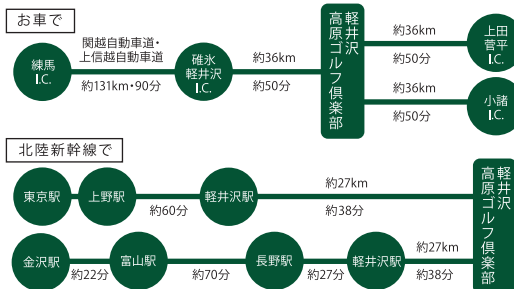 お車で
練馬
I.C.
関越自動車道・
上信越自動車道
約131km・90分
碓氷
軽井沢
I.C.
約36km
約50分
軽井沢
高原ゴルフ倶楽部
約36km
約50分
上田
菅平
I.C.
約36km
約50分
小諸
I.C.
北陸新幹線で
東京駅
上野駅
約60分
軽井沢駅
約27km
約38分
金沢駅
約22分
富山駅
約70分
長野駅
約27分
軽井沢駅
約27km
約38分
軽井沢
高原ゴルフ倶楽部